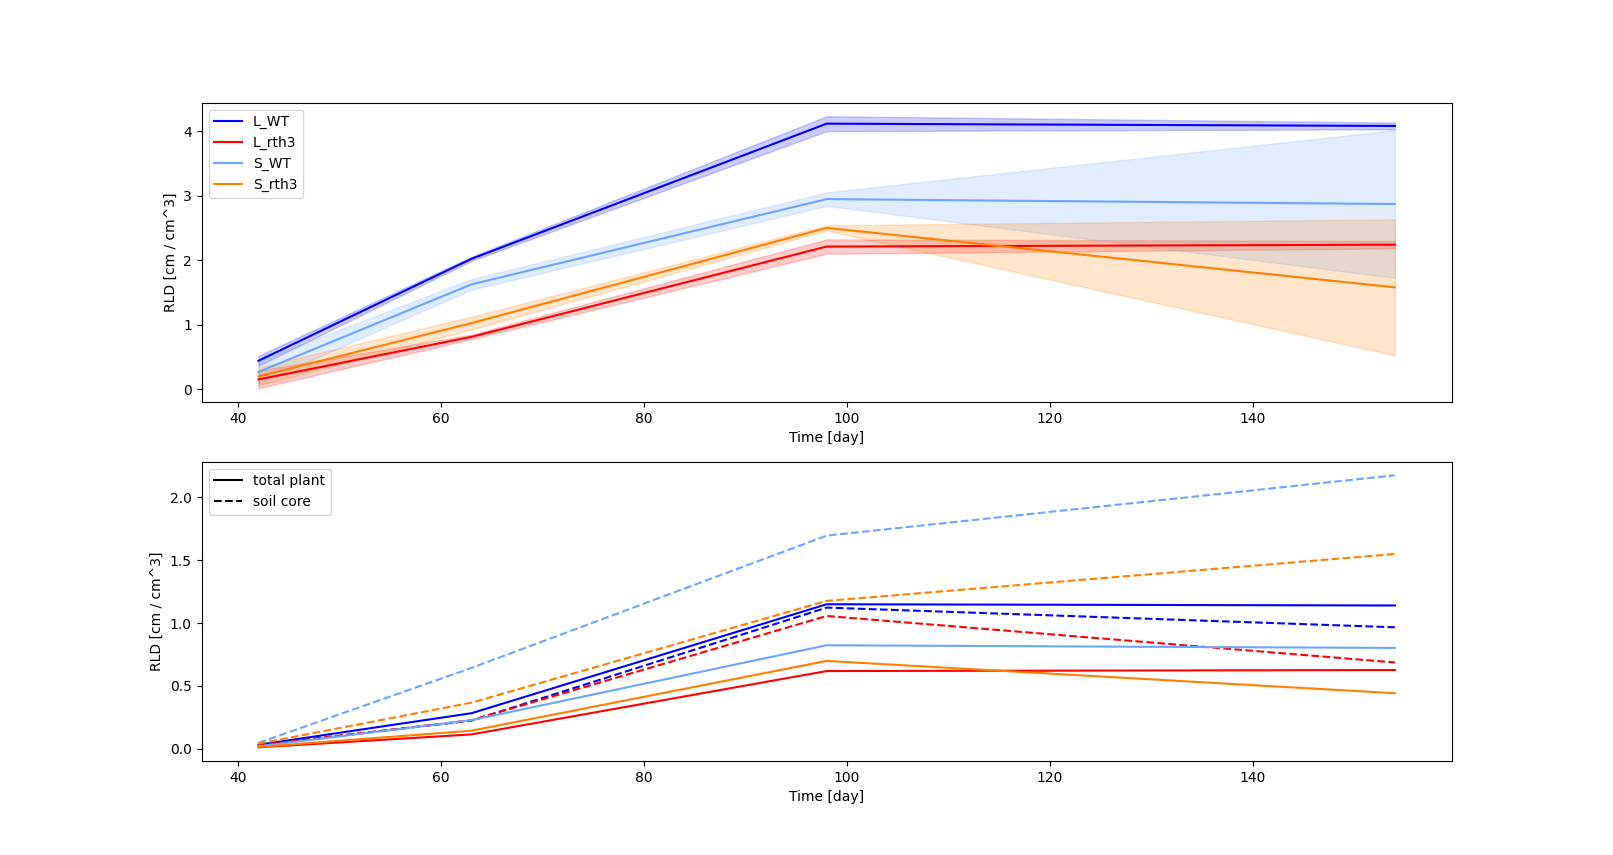 4
3
2
1
0
RLD [cm / cm^3]
L_WT
L_rth3
S_WT
S_rth3
40 60 80 100 120 140
Time [day]
2.0
1.5
1.0
0.5
0.0
RLD [cm / cm^3]
total plant
soil core
40 60 80 100 120 140
Time [day]